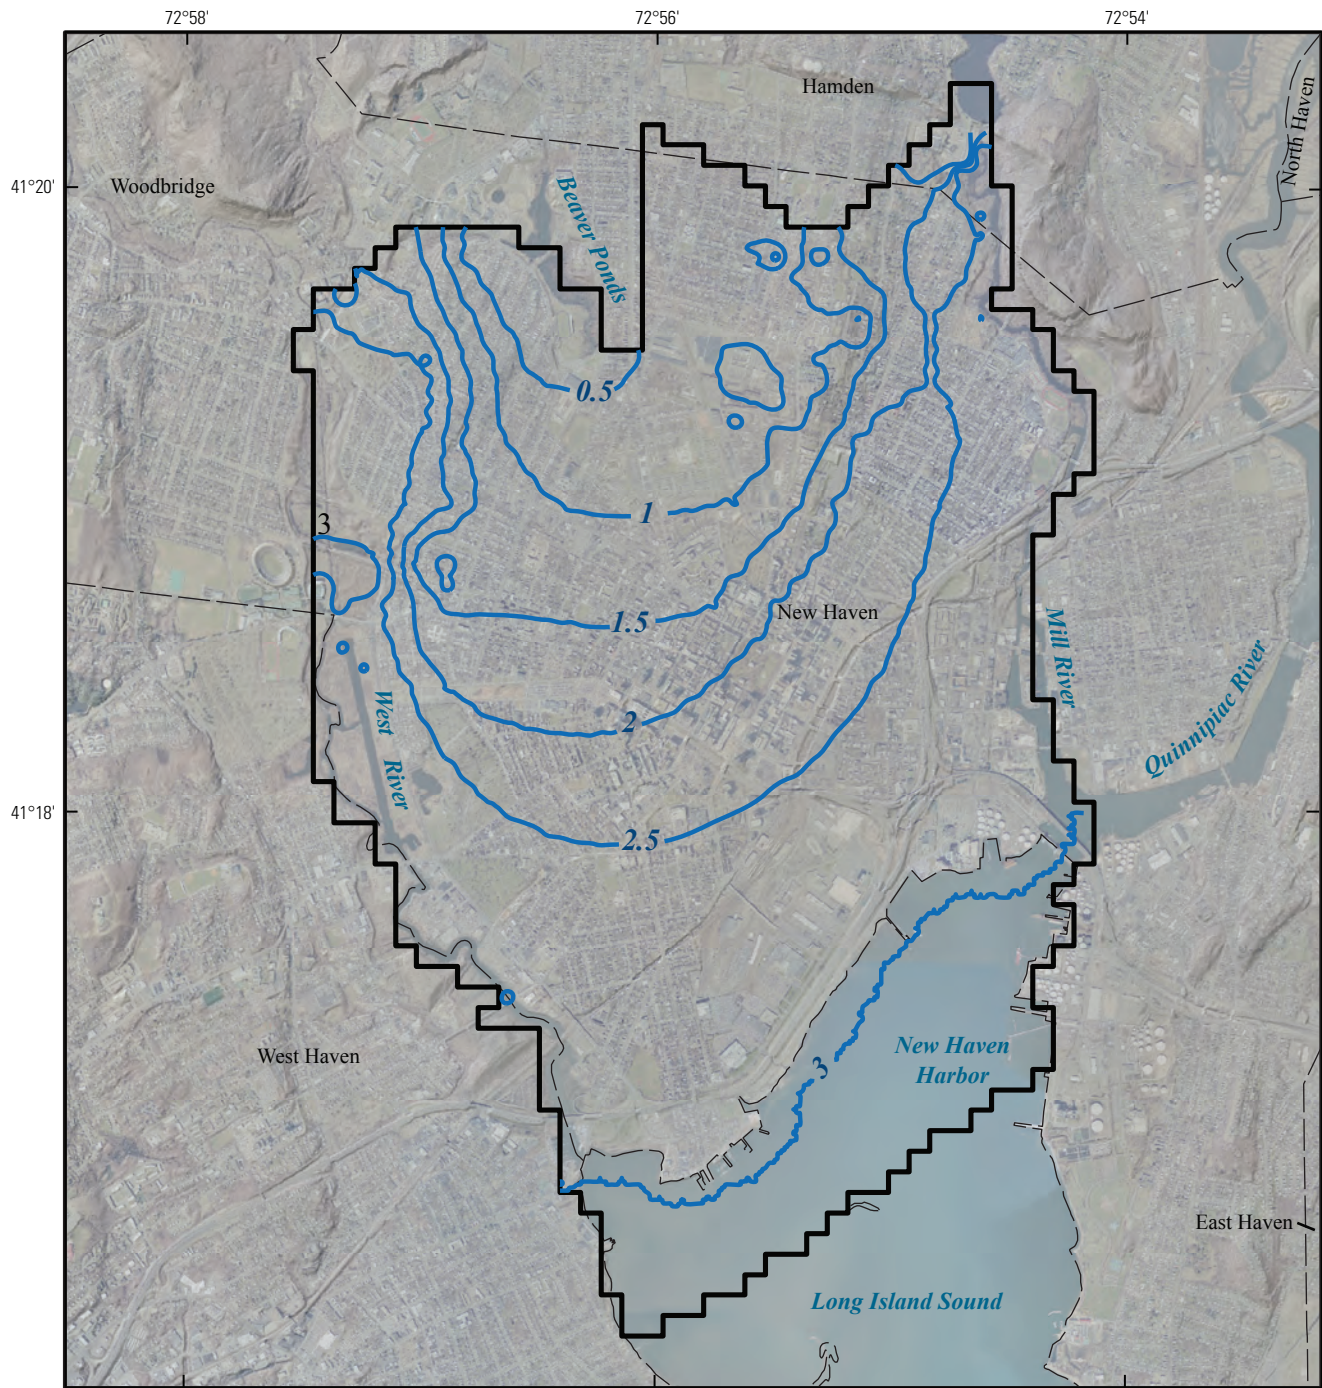 72°58'
72°56'
72°54'
Hamden
North Haven
41°20'
Woodbridge
Beaver Ponds
0.5
1
3
1.5
New Haven
Mill River
West River
2
Quinnipiac River
41°18'
2.5
New Haven
Harbor
West Haven
3
East Haven
Long Island Sound